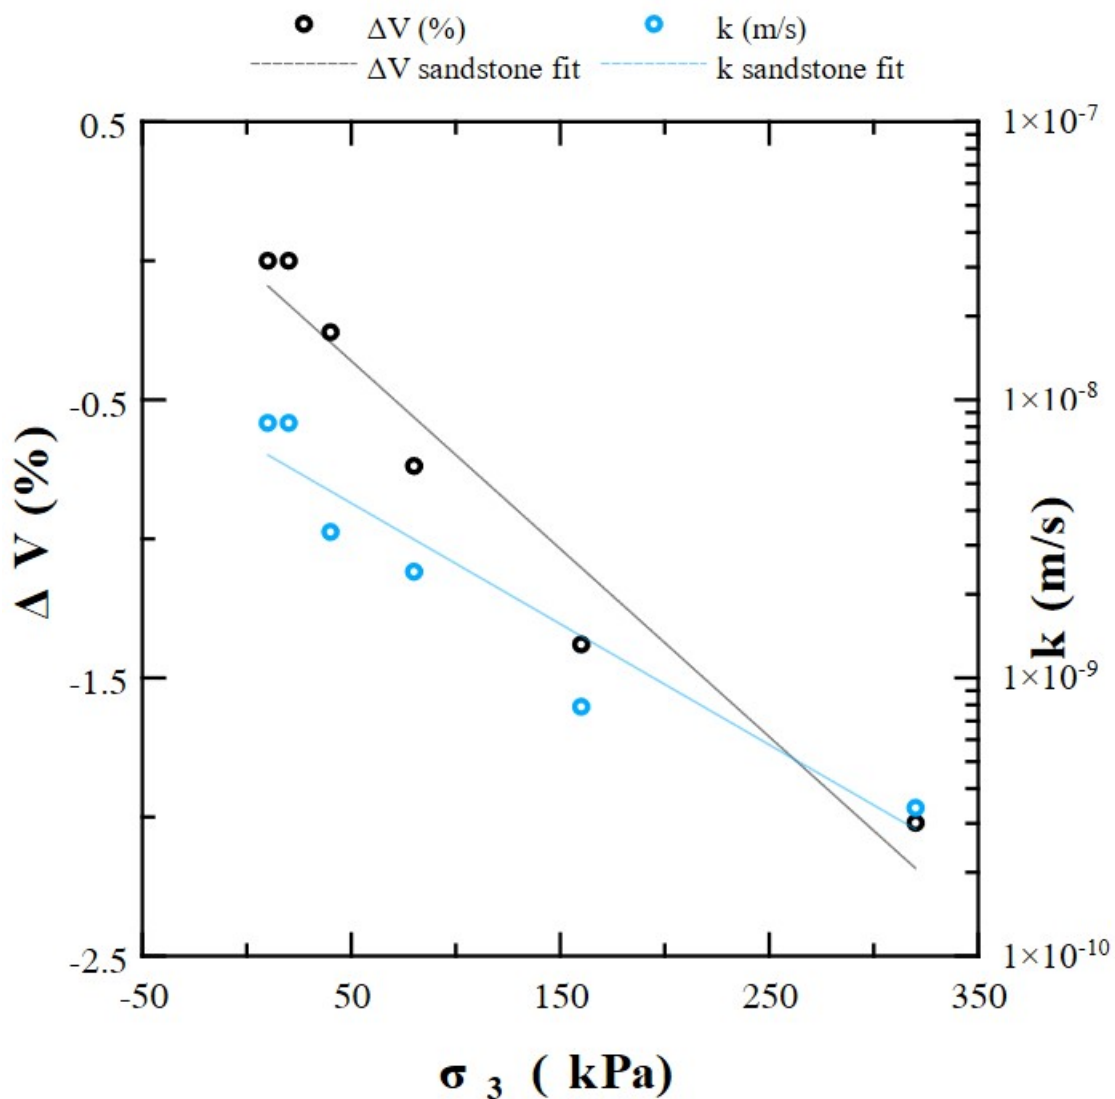 ΔV (%) k (m/s)
ΔV sandstone fit k sandstone fit
0.5 1×10⁻⁷
-0.5 1×10⁻⁸
-1.5 1×10⁻⁹
-2.5 1×10⁻¹⁰
Δ V (%)
k (m/s)
-50 50 150 250 350
σ ₃ ( kPa)